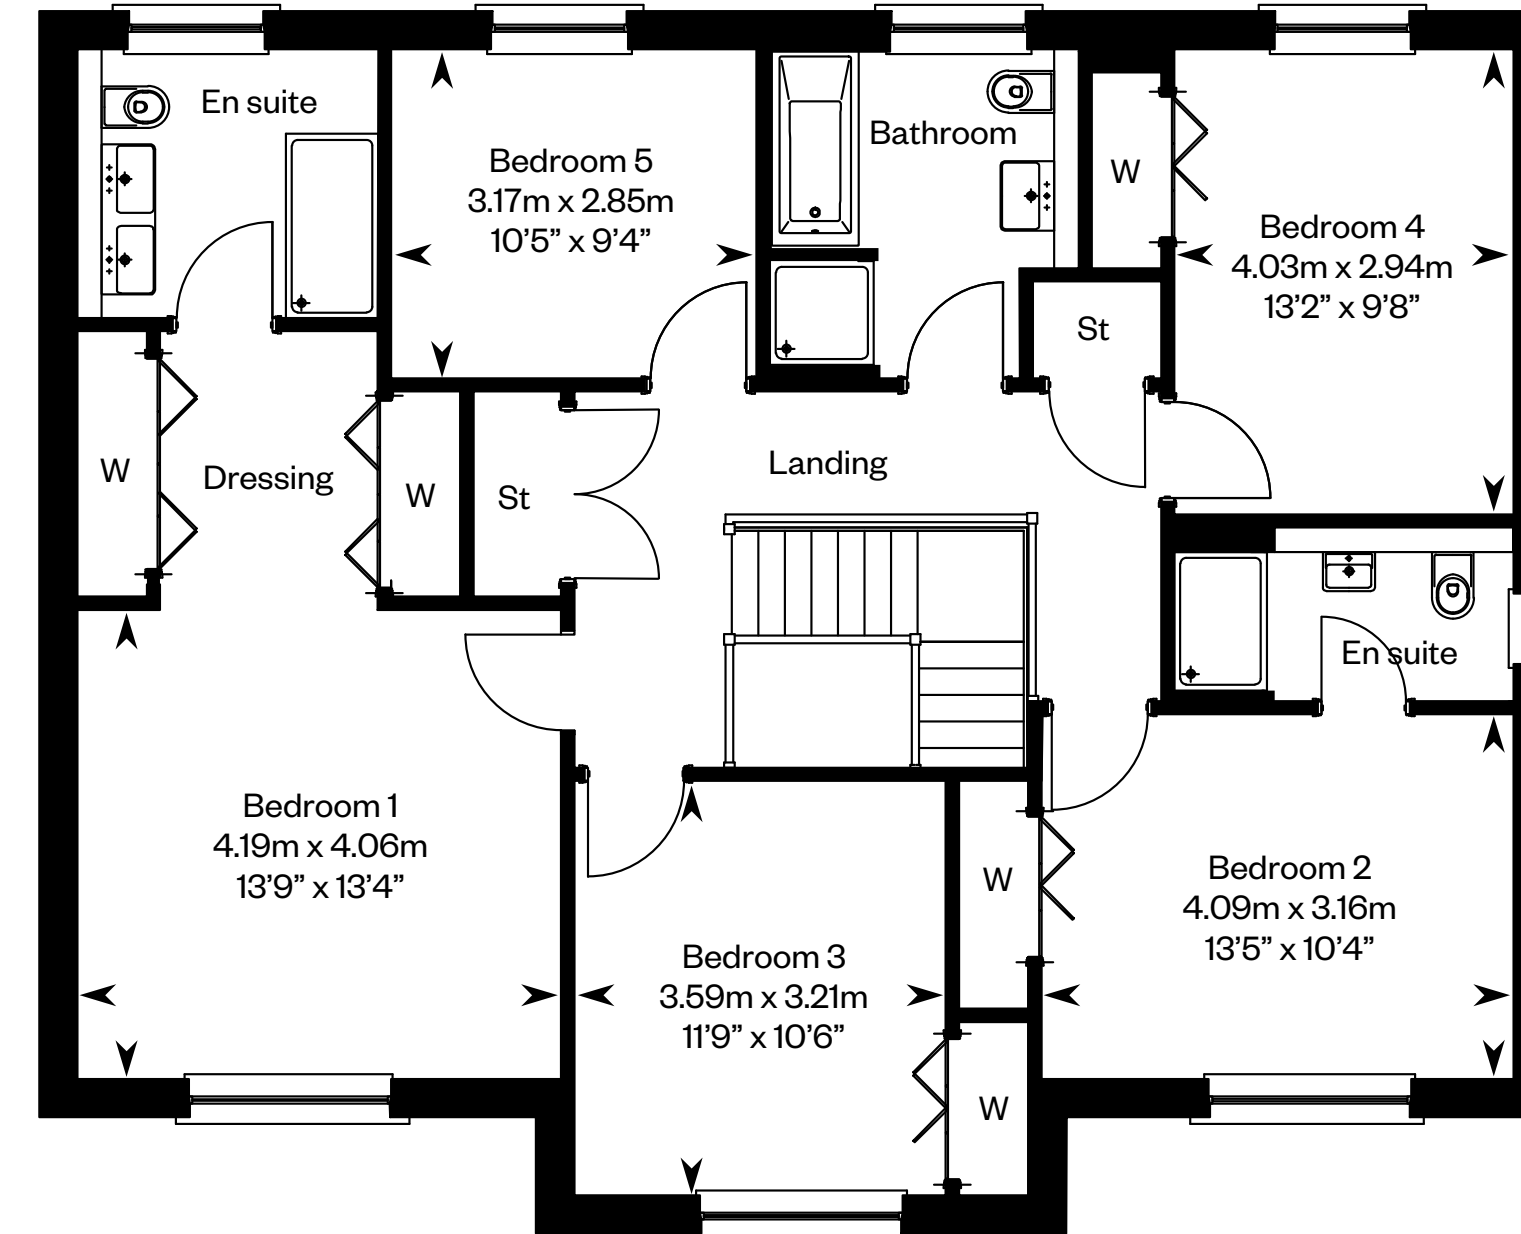 En suite
Bedroom 5
3.17m x 2.85m
10’5” x 9’4”
Bathroom
W
Bedroom 4
4.03m x 2.94m
13’2” x 9’8”
St
W
Dressing
W
St
Landing
En suite
Bedroom 1
4.19m x 4.06m
13’9” x 13’4”
W
Bedroom 2
4.09m x 3.16m
13’5” x 10’4”
Bedroom 3
3.59m x 3.21m
11’9” x 10’6”
W